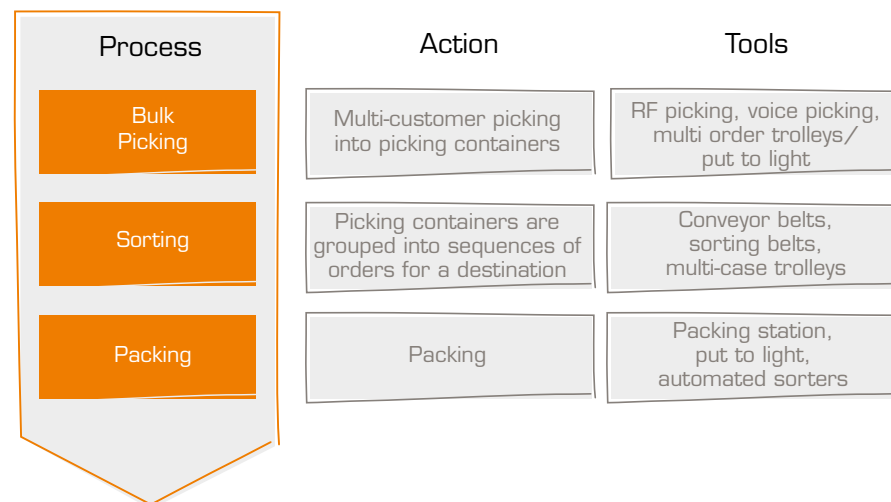 Process
Action
Tools
Bulk
Picking
Multi-customer picking
into picking containers
RF picking, voice picking,
multi order trolleys/
put to light
Sorting
Picking containers are
grouped into sequences of
orders for a destination
Conveyor belts,
sorting belts,
multi-case trolleys
Packing
Packing
Packing station,
put to light,
automated sorters